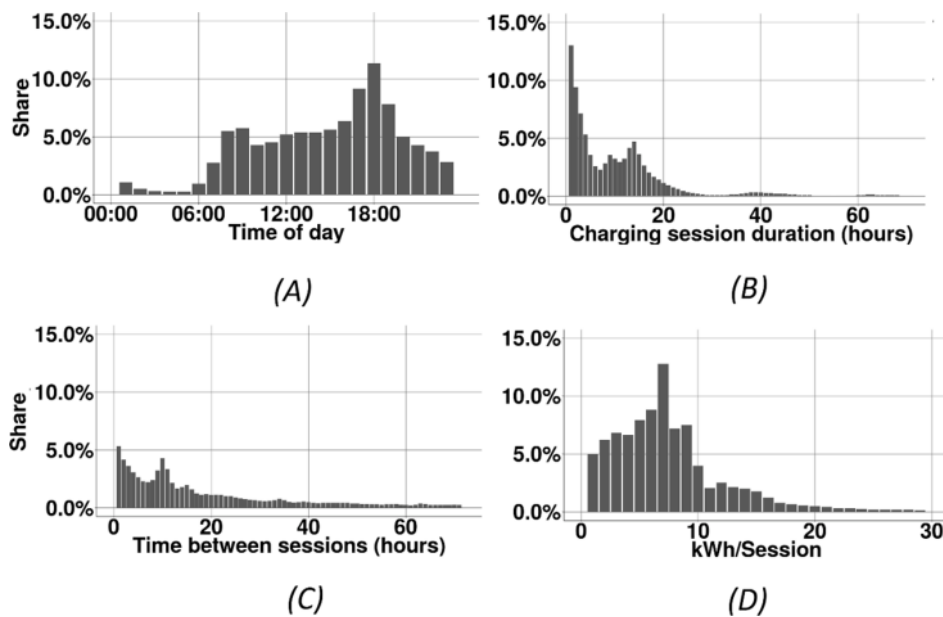 15.0%
10.0%
5.0%
0.0%
Share
00:00 06:00 12:00 18:00
Time of day
(A)
15.0%
10.0%
5.0%
0.0%
0 20 40 60
Charging session duration (hours)
(B)
15.0%
10.0%
5.0%
0.0%
Share
0 20 40 60
Time between sessions (hours)
(C)
15.0%
10.0%
5.0%
0.0%
0 10 20 30
kWh/Session
(D)